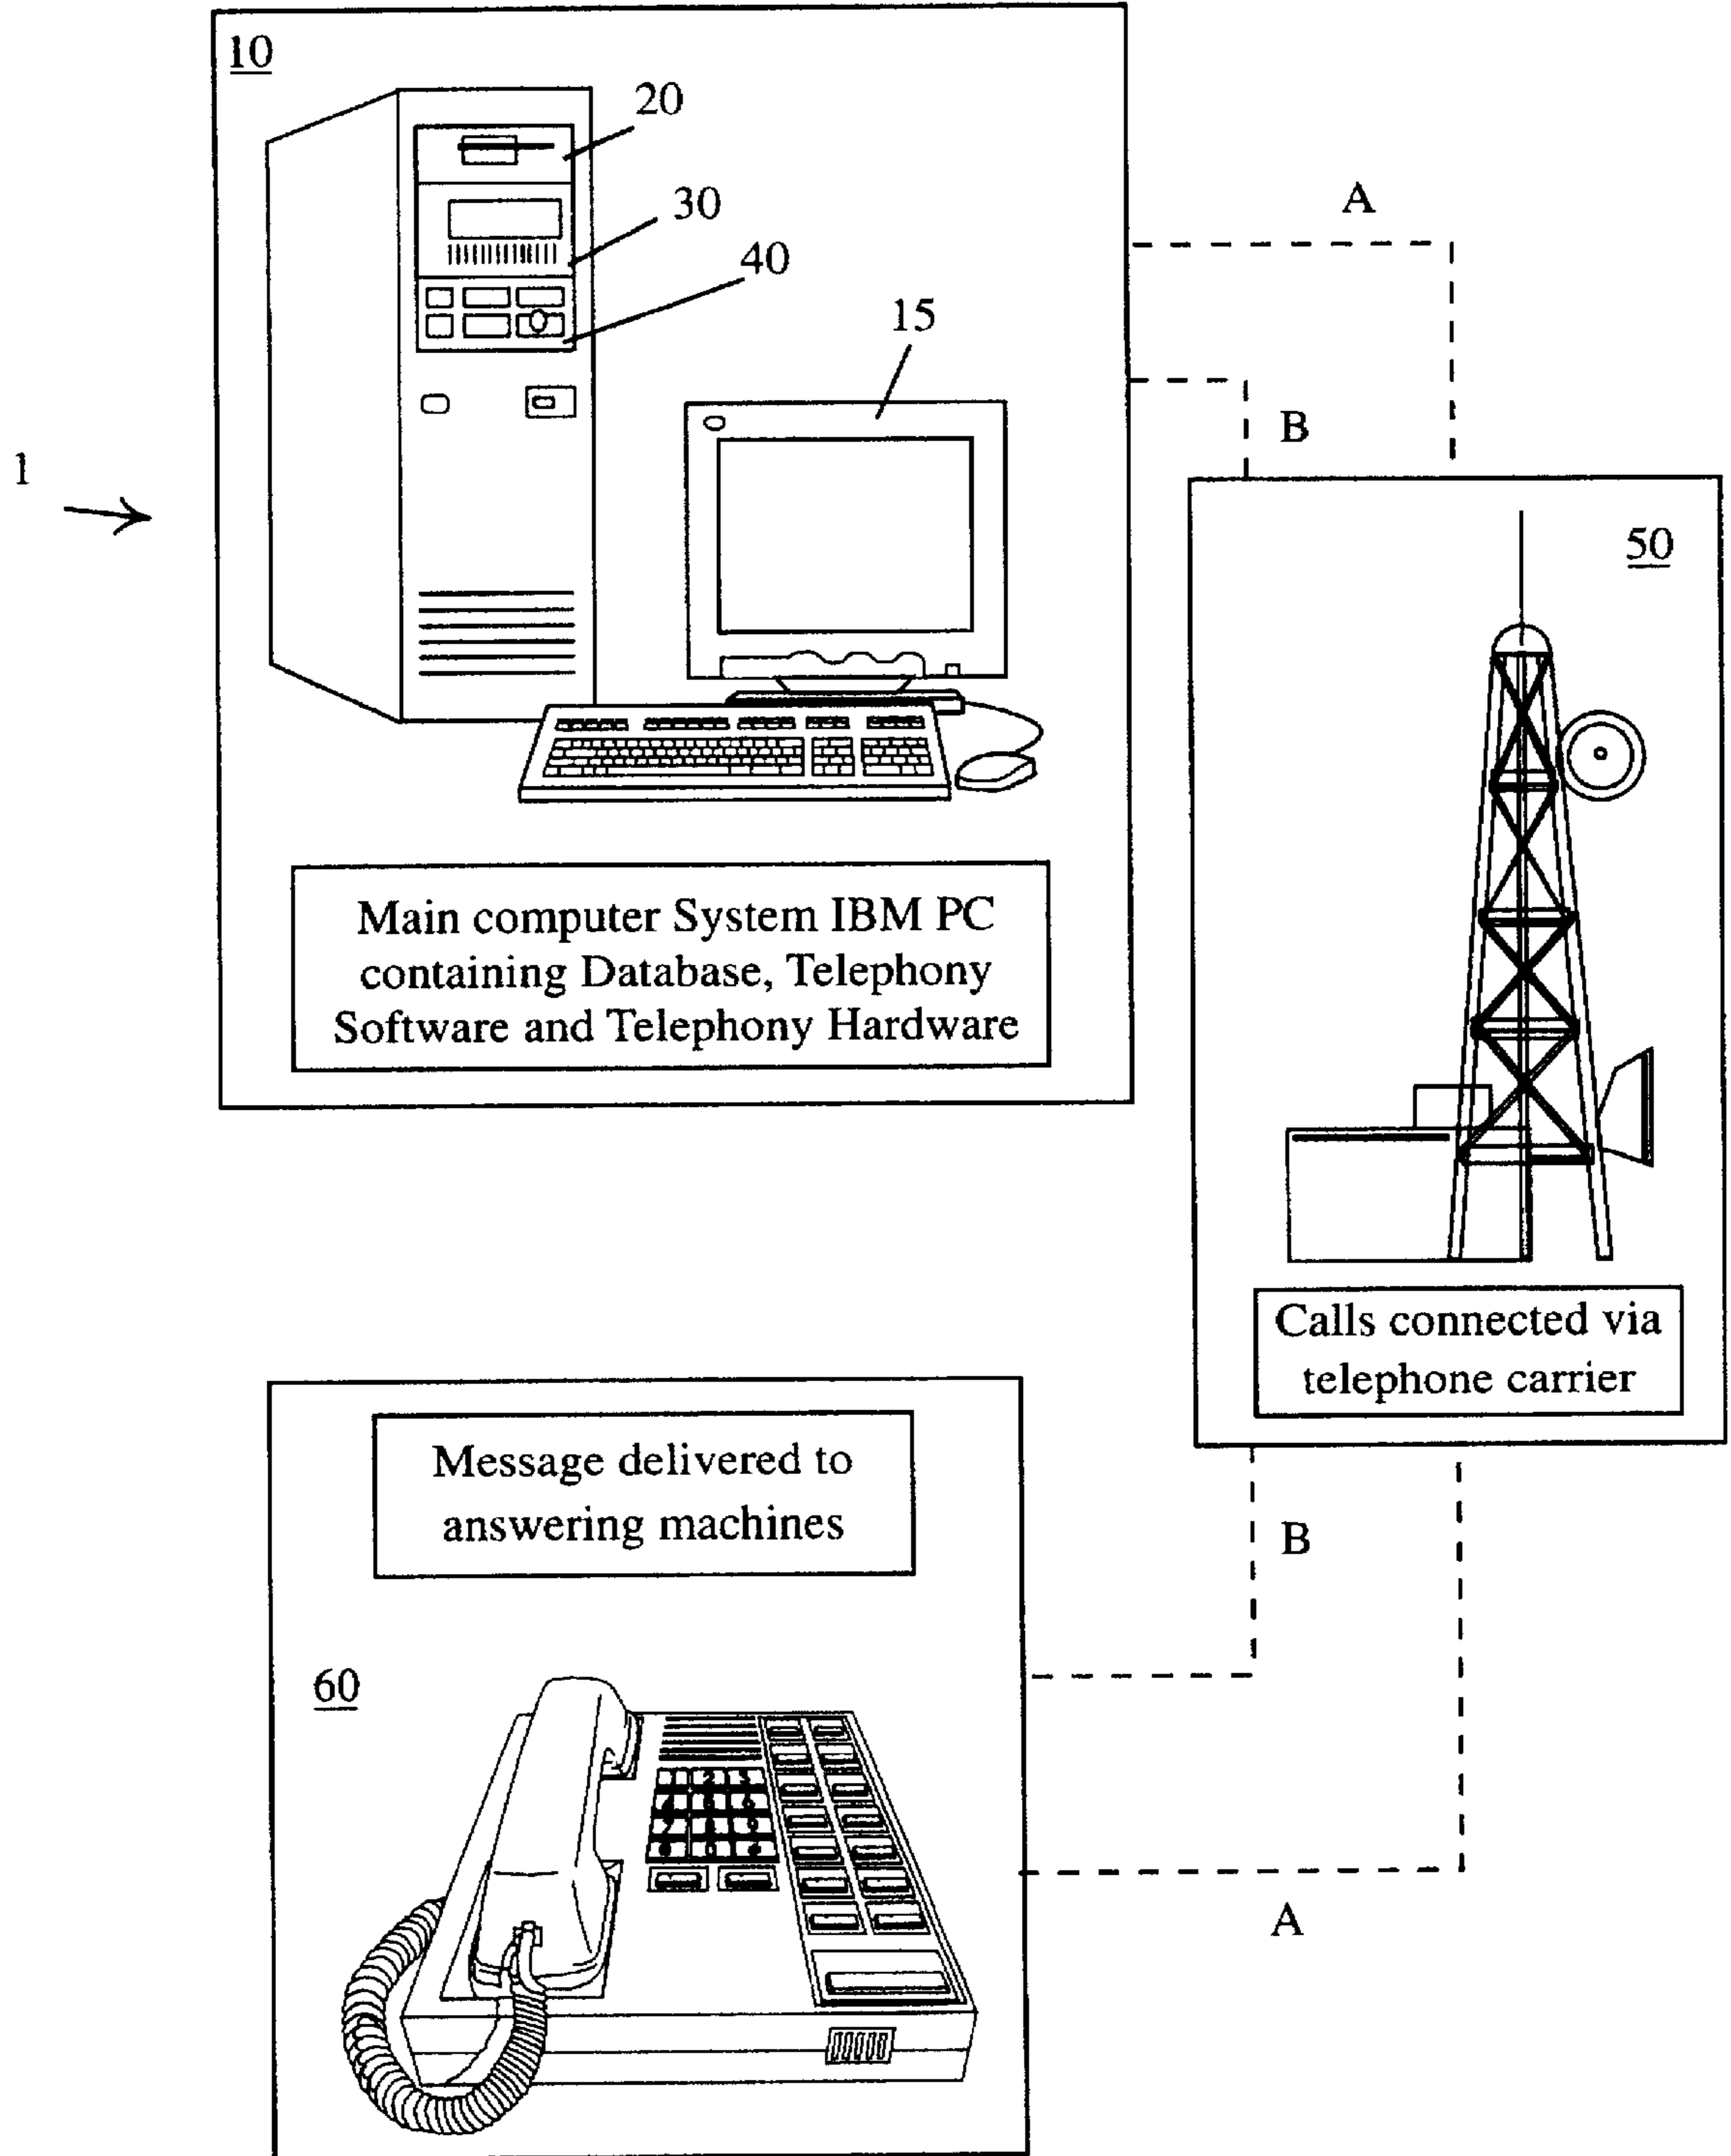 10
20
30
40
15
1
A
B
50
Main computer System IBM PC
containing Database, Telephony
Software and Telephony Hardware
Calls connected via
telephone carrier
Message delivered to
answering machines
B
60
A